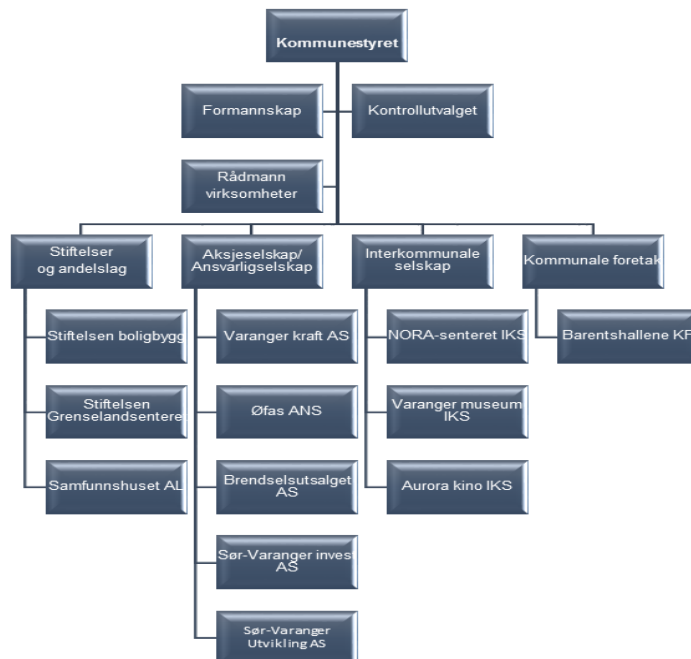 Kommunestyret
Formannskap
Kontrollutvalget
Rådmann
virksomheter
Stiftelser
og andelslag
Aksjeselskap/
Ansvarligselskap
Interkommunale
selskap
Kommunale foretak
Stiftelsen boligbygg
Varanger kraft AS
NORA-senteret IKS
Barentshallene KF
Stiftelsen
Grenselandsenteret
Øfas ANS
Varanger museum
IKS
Samfunnshuset AL
Brendselsutsalget
AS
Aurora kino IKS
Sør-Varanger invest
AS
Sør-Varanger
Utvikling AS